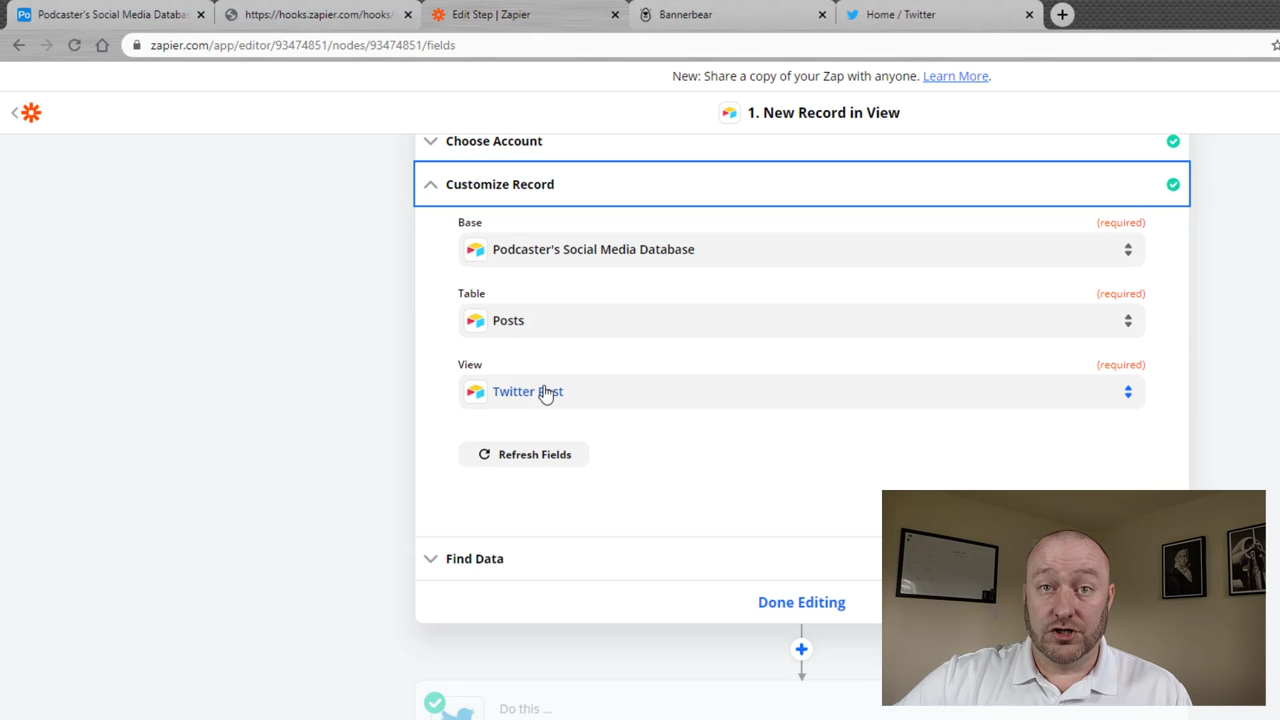 Podcaster's Social Media Databas
https://hooks.zapier.com/hooks/
Edit Step | Zapier
Bannerbear
Home / Twitter
zapier.com/app/editor/93474851/nodes/93474851/fields
New: Share a copy of your Zap with anyone. Learn More.
1. New Record in View
Choose Account
Customize Record
Base
(required)
Podcaster's Social Media Database
Table
(required)
Posts
View
(required)
Twitter Post
Refresh Fields
Find Data
Done Editing
Do this ...